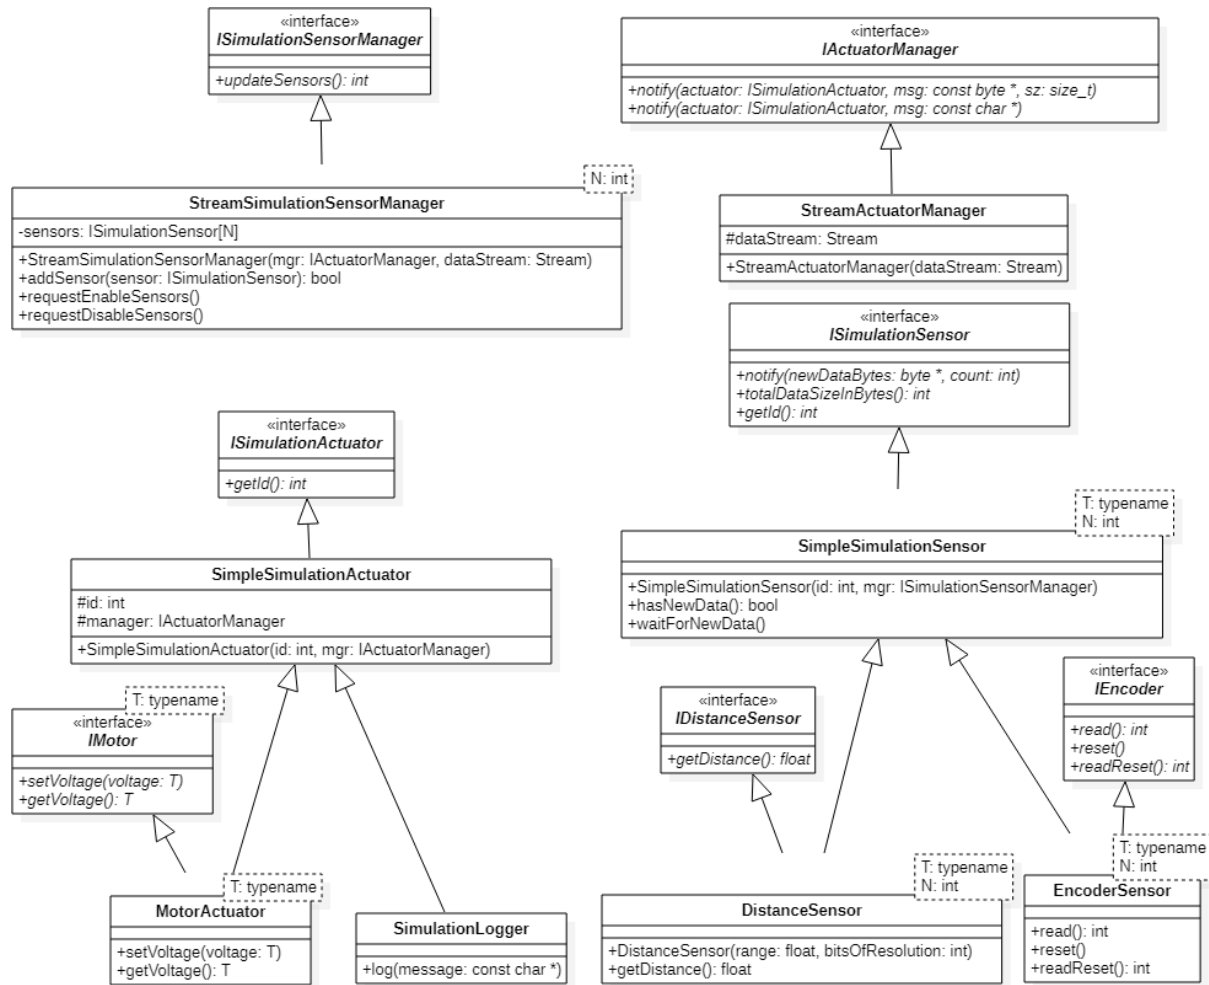 «interface»
ISimulationSensorManager
+updateSensors(): int
«interface»
IActuatorManager
+notify(actuator: ISimulationActuator, msg: const byte *, sz: size_t)
+notify(actuator: ISimulationActuator, msg: const char *)
N: int
StreamSimulationSensorManager
-sensors: ISimulationSensor[N]
+StreamSimulationSensorManager(mgr: IActuatorManager, dataStream: Stream)
+addSensor(sensor: ISimulationSensor): bool
+requestEnableSensors()
+requestDisableSensors()
StreamActuatorManager
#dataStream: Stream
+StreamActuatorManager(dataStream: Stream)
«interface»
ISimulationSensor
+notify(newDataBytes: byte *, count: int)
+totalDataSizeInBytes(): int
+getId(): int
«interface»
ISimulationActuator
+getId(): int
T: typename
N: int
SimpleSimulationSensor
+SimpleSimulationSensor(id: int, mgr: ISimulationSensorManager)
+hasNewData(): bool
+waitForNewData()
SimpleSimulationActuator
#id: int
#manager: IActuatorManager
+SimpleSimulationActuator(id: int, mgr: IActuatorManager)
T: typename
«interface»
IMotor
+setVoltage(voltage: T)
+getVoltage(): T
«interface»
IDistanceSensor
+getDistance(): float
«interface»
IEncoder
+read(): int
+reset()
+readReset(): int
T: typename
MotorActuator
+setVoltage(voltage: T)
+getVoltage(): T
SimulationLogger
+log(message: const char *)
T: typename
N: int
DistanceSensor
+DistanceSensor(range: float, bitsOfResolution: int)
+getDistance(): float
T: typename
N: int
EncoderSensor
+read(): int
+reset()
+readReset(): int